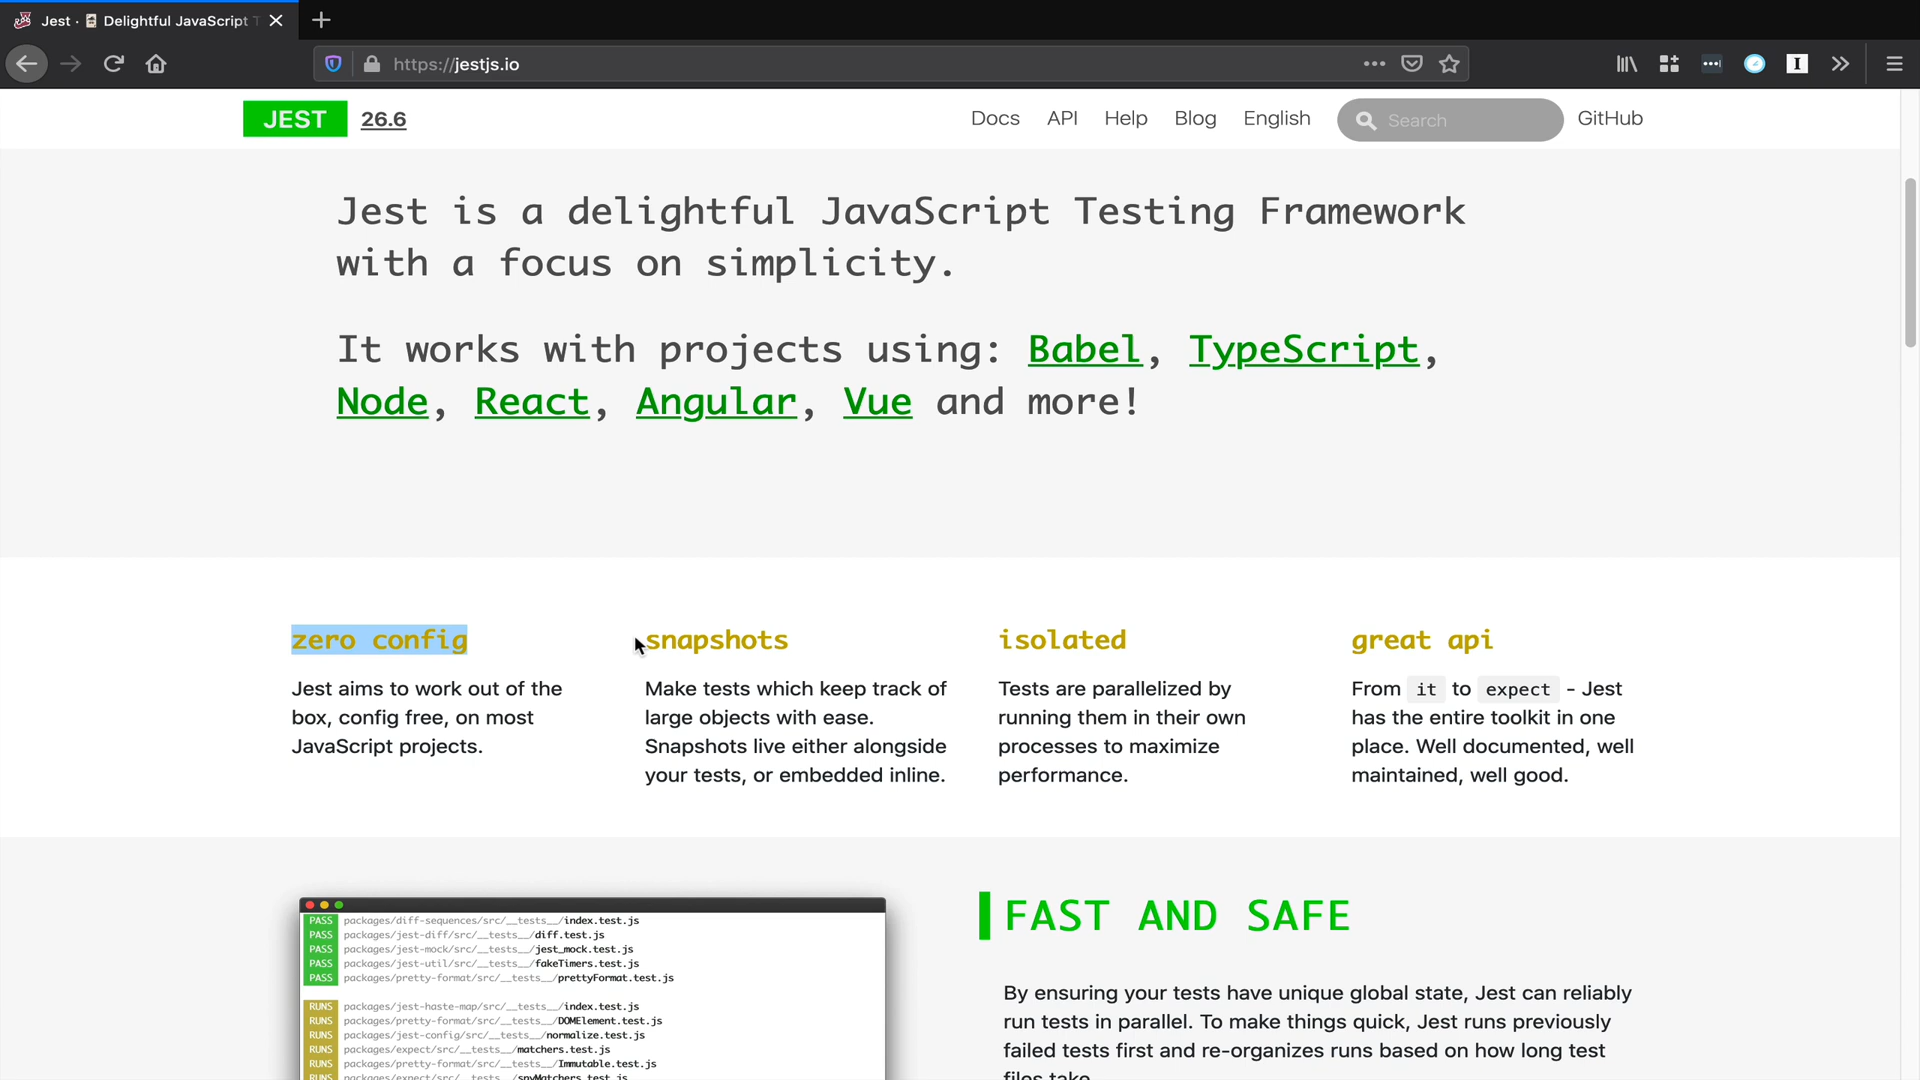 Jest · 🃏 Delightful JavaScript T
https://jestjs.io
JEST 26.6
Docs API Help Blog English Search GitHub
Jest is a delightful JavaScript Testing Framework
with a focus on simplicity.
It works with projects using: Babel, TypeScript,
Node, React, Angular, Vue and more!
zero config
Jest aims to work out of the
box, config free, on most
JavaScript projects.
snapshots
Make tests which keep track of
large objects with ease.
Snapshots live either alongside
your tests, or embedded inline.
isolated
Tests are parallelized by
running them in their own
processes to maximize
performance.
great api
From it to expect - Jest
has the entire toolkit in one
place. Well documented, well
maintained, well good.
PASS packages/diff-sequences/src/__tests__/index.test.js
PASS packages/jest-diff/src/__tests__/diff.test.js
PASS packages/jest-mock/src/__tests__/jest_mock.test.js
PASS packages/jest-util/src/__tests__/fakeTimers.test.js
PASS packages/pretty-format/src/__tests__/prettyFormat.test.js
RUNS packages/jest-haste-map/src/__tests__/index.test.js
RUNS packages/pretty-format/src/__tests__/DOMElement.test.js
RUNS packages/jest-config/src/__tests__/normalize.test.js
RUNS packages/expect/src/__tests__/matchers.test.js
RUNS packages/pretty-format/src/__tests__/Immutable.test.js
RUNS packages/expect/src/__tests__/spyMatchers.test.js
FAST AND SAFE
By ensuring your tests have unique global state, Jest can reliably
run tests in parallel. To make things quick, Jest runs previously
failed tests first and re-organizes runs based on how long test
files take.